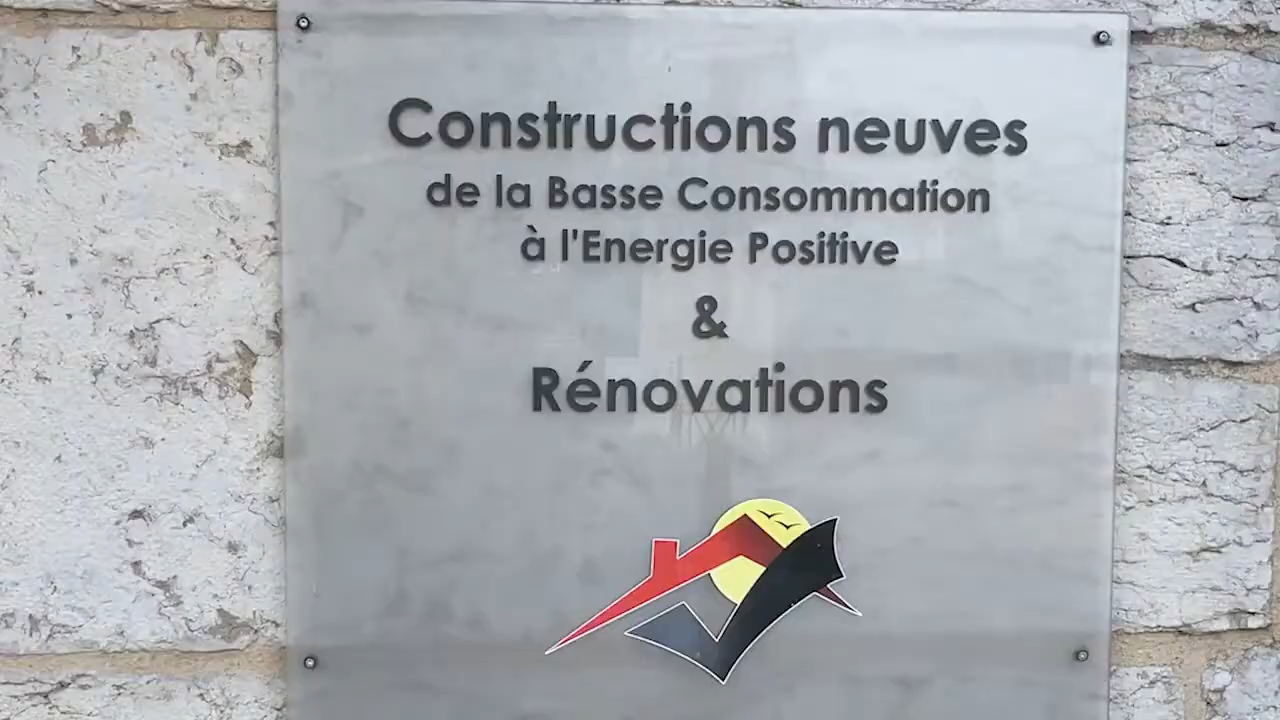 Constructions neuves
de la Basse Consommation
à l'Energie Positive
&
Rénovations